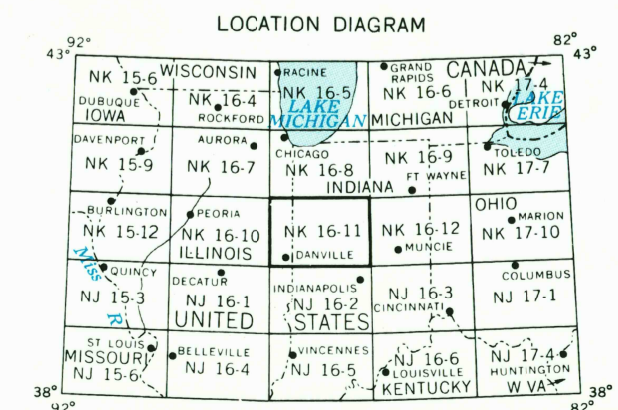 LOCATION DIAGRAM
92°
82°
43°
43°
NK 15-6
WISCONSIN
RACINE
GRAND
RAPIDS
CANADA
DUBUQUE
IOWA
NK 16-4
ROCKFORD
NK 16-5
LAKE
MICHIGAN
NK 16-6
MICHIGAN
NK 17-4
DETROIT
LAKE
ERIE
DAVENPORT
NK 15-9
AURORA
NK 16-7
CHICAGO
NK 16-8
NK 16-9
FT WAYNE
INDIANA
TOLEDO
NK 17-7
BURLINGTON
NK 15-12
PEORIA
NK 16-10
ILLINOIS
NK 16-11
DANVILLE
NK 16-12
MUNCIE
OHIO
MARION
NK 17-10
Miss
R
QUINCY
NJ 15-3
DECATUR
NJ 16-1
UNITED
INDIANAPOLIS
NJ 16-2
STATES
NJ 16-3
CINCINNATI
COLUMBUS
NJ 17-1
ST LOUIS
MISSOURI
NJ 15-6
BELLEVILLE
NJ 16-4
VINCENNES
NJ 16-5
NJ 16-6
LOUISVILLE
KENTUCKY
NJ 17-4
HUNTINGTON
W VA
38°
38°
92°
82°